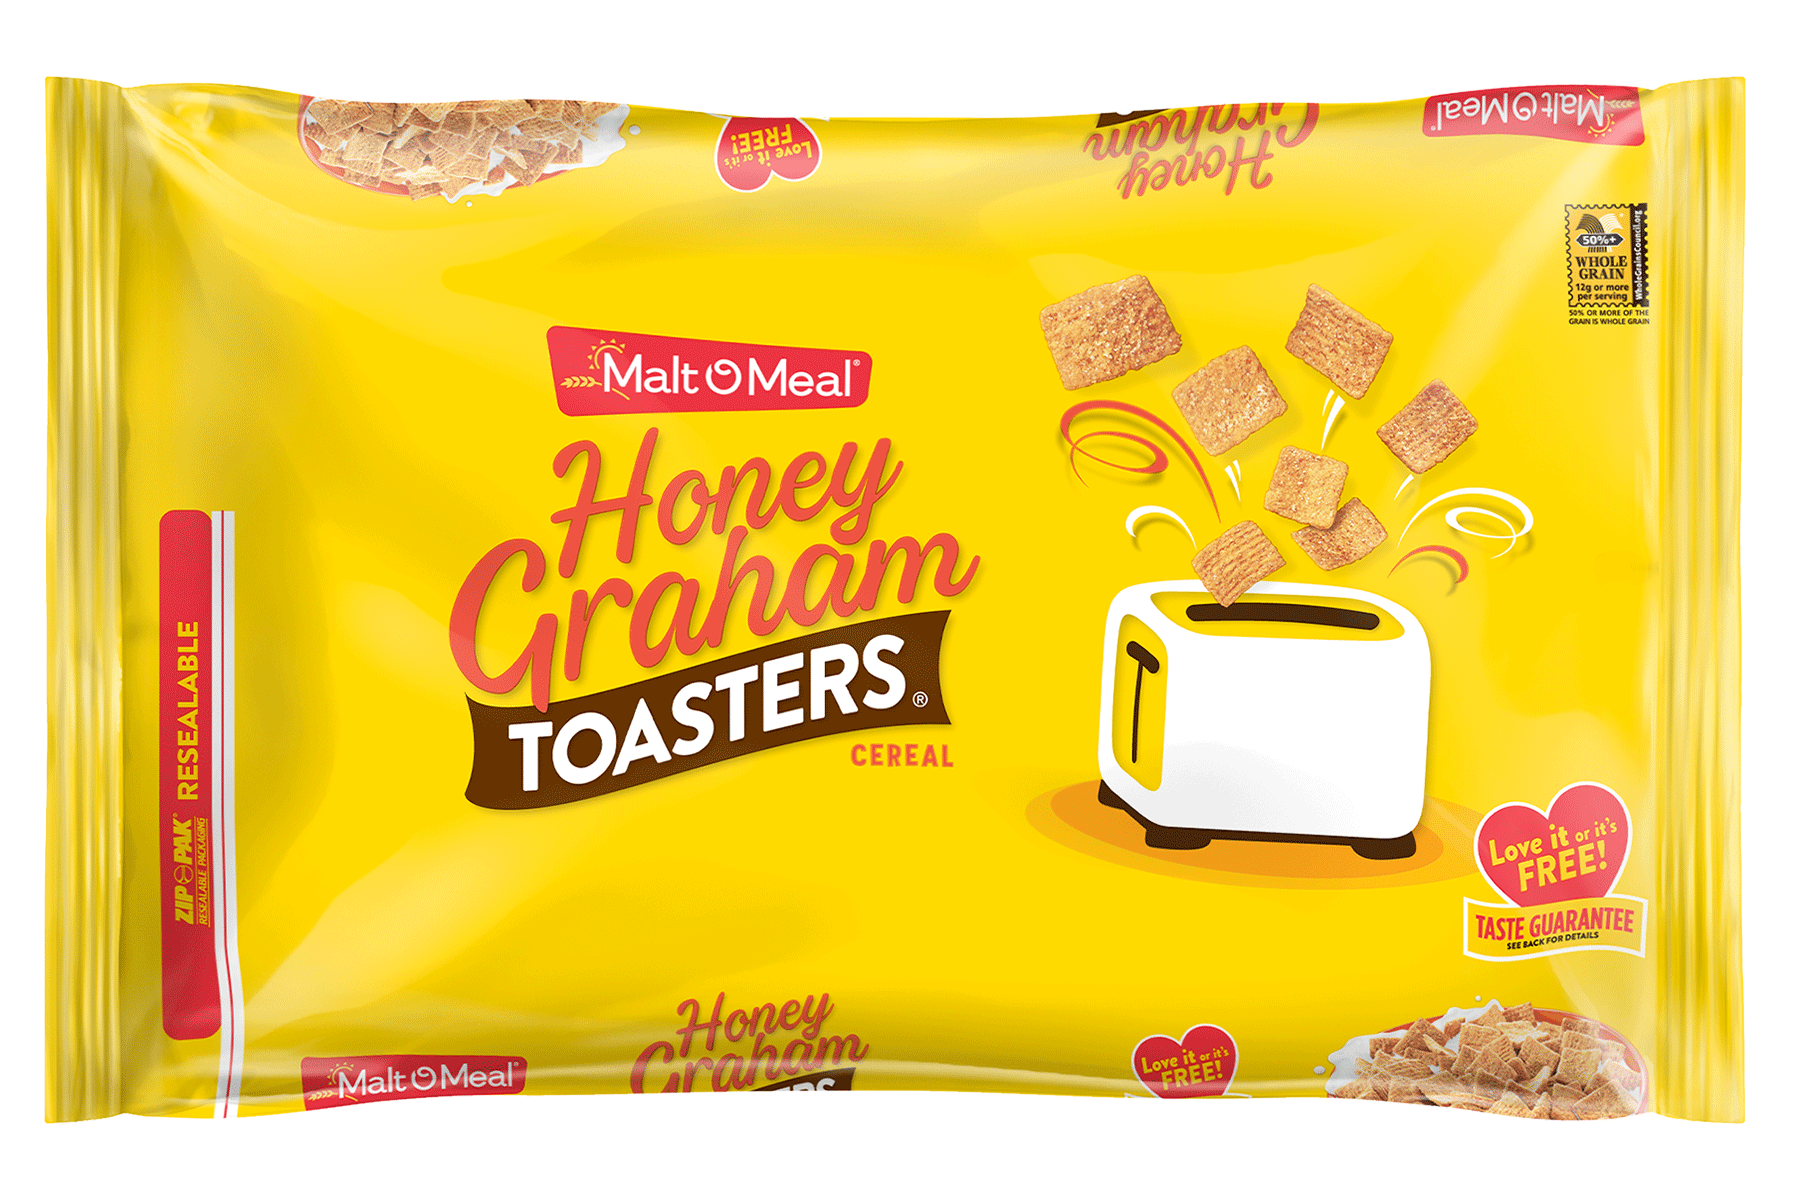 Love it or it's
FREE!
Honey
Graham
Malt O Meal®
50%+
WHOLE
GRAIN
12g or more
per serving
WholeGrainsCouncil.org
50% OR MORE OF THE
GRAIN IS WHOLE GRAIN
Malt O Meal®
Honey
Graham
TOASTERS®
CEREAL
RESEALABLE
ZIP PAK®
RESEALABLE PACKAGING
Love it or it's
FREE!
TASTE GUARANTEE
SEE BACK FOR DETAILS
Malt O Meal®
Honey
Graham
Love it or it's
FREE!